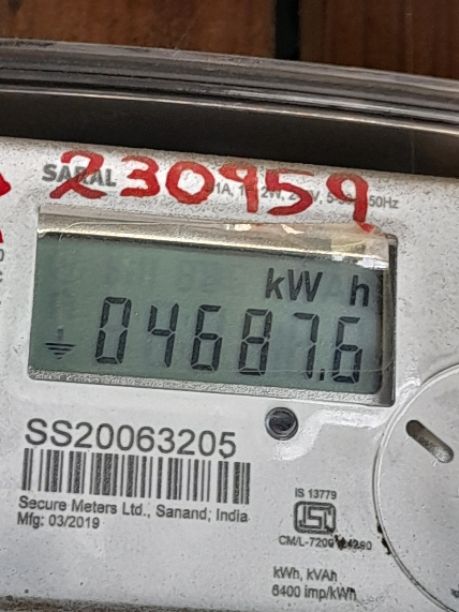 SARAL
230959
50Hz
kW h
04687.6
SS20063205
Secure Meters Ltd., Sanand, India
Mfg: 03/2019
IS 13779
ISI
kWh, kVAh
6400 imp/kWh